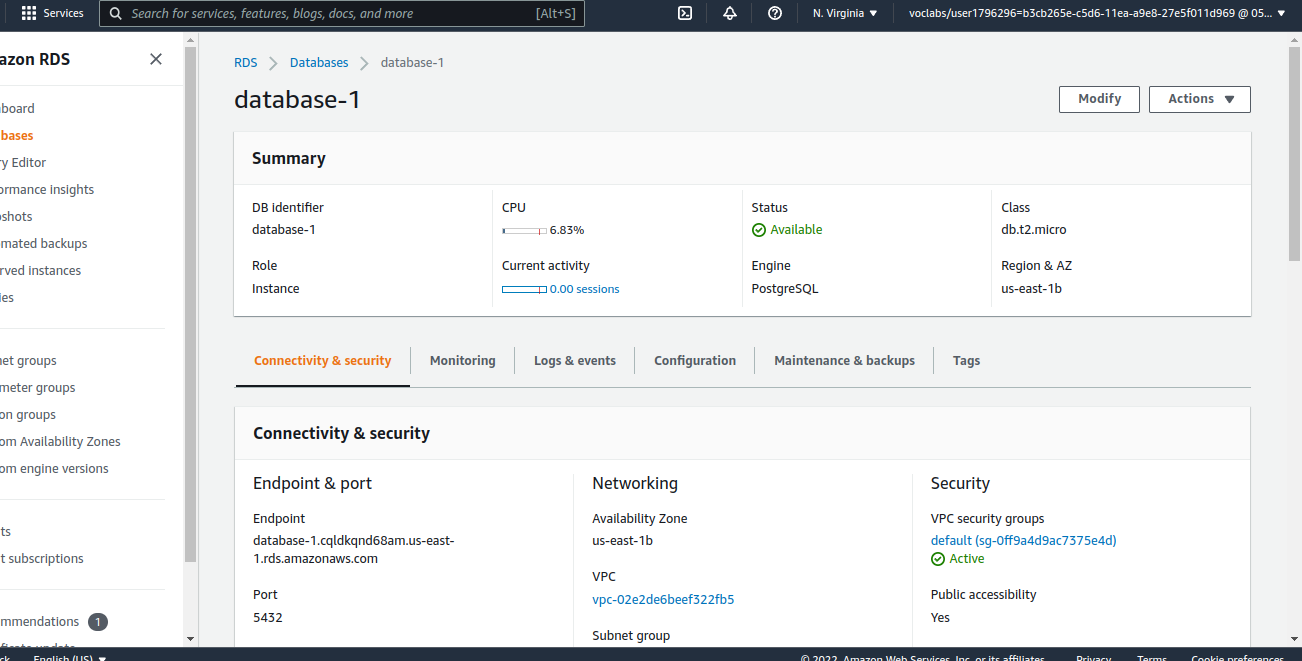 Services
Search for services, features, blogs, docs, and more
[Alt+S]
N. Virginia
voclabs/user1796296=b3cb265e-c5d6-11ea-a9e8-27e5f011d969 @ 05...
azon RDS
board
bases
ry Editor
ormance insights
pshots
mated backups
rved instances
ies
net groups
meter groups
on groups
om Availability Zones
om engine versions
ts
t subscriptions
mmendations 1
RDS
Databases
database-1
database-1
Modify
Actions
Summary
DB identifier
database-1
CPU
6.83%
Status
Available
Class
db.t2.micro
Role
Instance
Current activity
0.00 sessions
Engine
PostgreSQL
Region & AZ
us-east-1b
Connectivity & security
Monitoring
Logs & events
Configuration
Maintenance & backups
Tags
Connectivity & security
Endpoint & port
Endpoint
database-1.cqldkqnd68am.us-east-
1.rds.amazonaws.com
Port
5432
Networking
Availability Zone
us-east-1b
VPC
vpc-02e2de6beef322fb5
Subnet group
Security
VPC security groups
default (sg-0ff9a4d9ac7375e4d)
Active
Public accessibility
Yes
ck
English (US)
© 2022, Amazon Web Services, Inc. or its affiliates.
Privacy
Terms
Cookie preferences